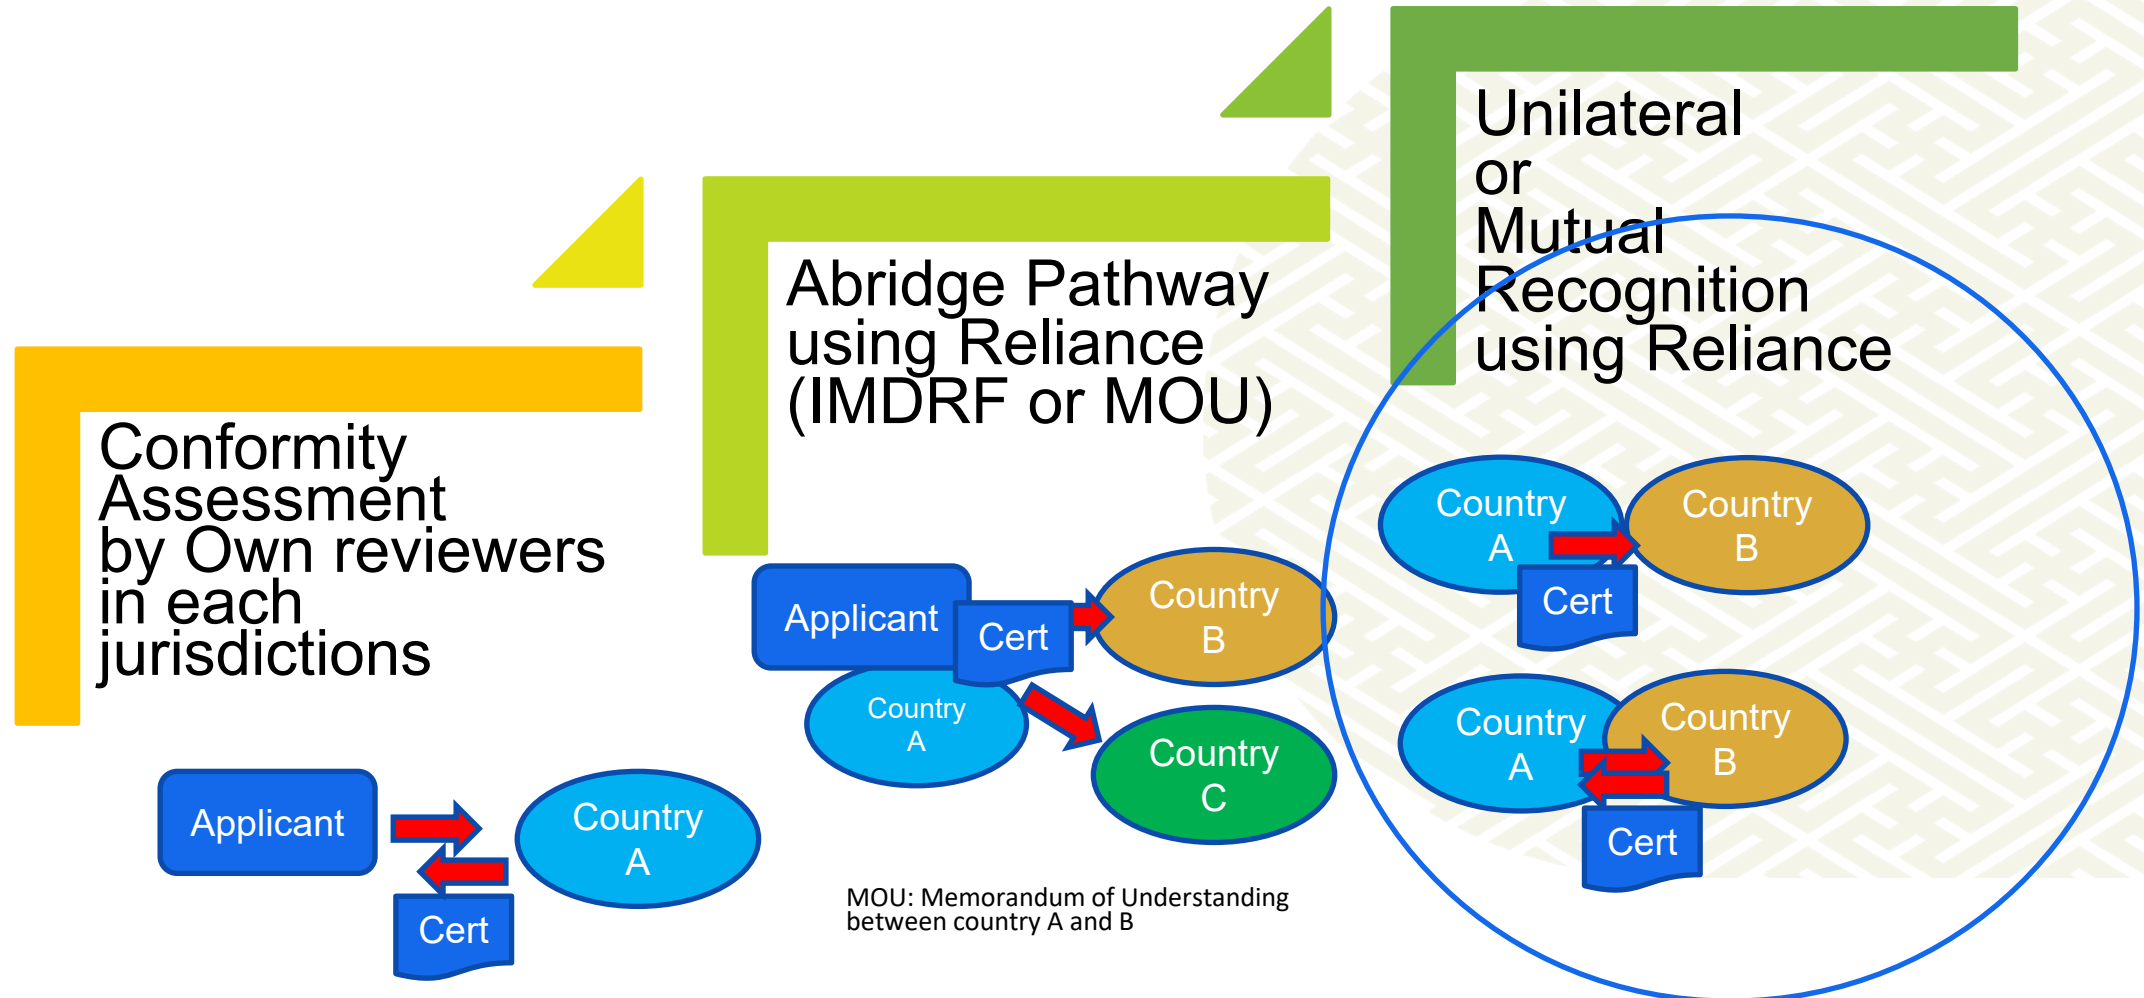 Conformity
Assessment
by Own reviewers
in each
jurisdictions
Applicant
Country
A
Cert
Abridge Pathway
using Reliance
(IMDRF or MOU)
Applicant
Cert
Country
A
Country
B
Country
C
MOU: Memorandum of Understanding
between country A and B
Unilateral
or
Mutual
Recognition
using Reliance
Country
A
Country
B
Cert
Country
A
Country
B
Cert